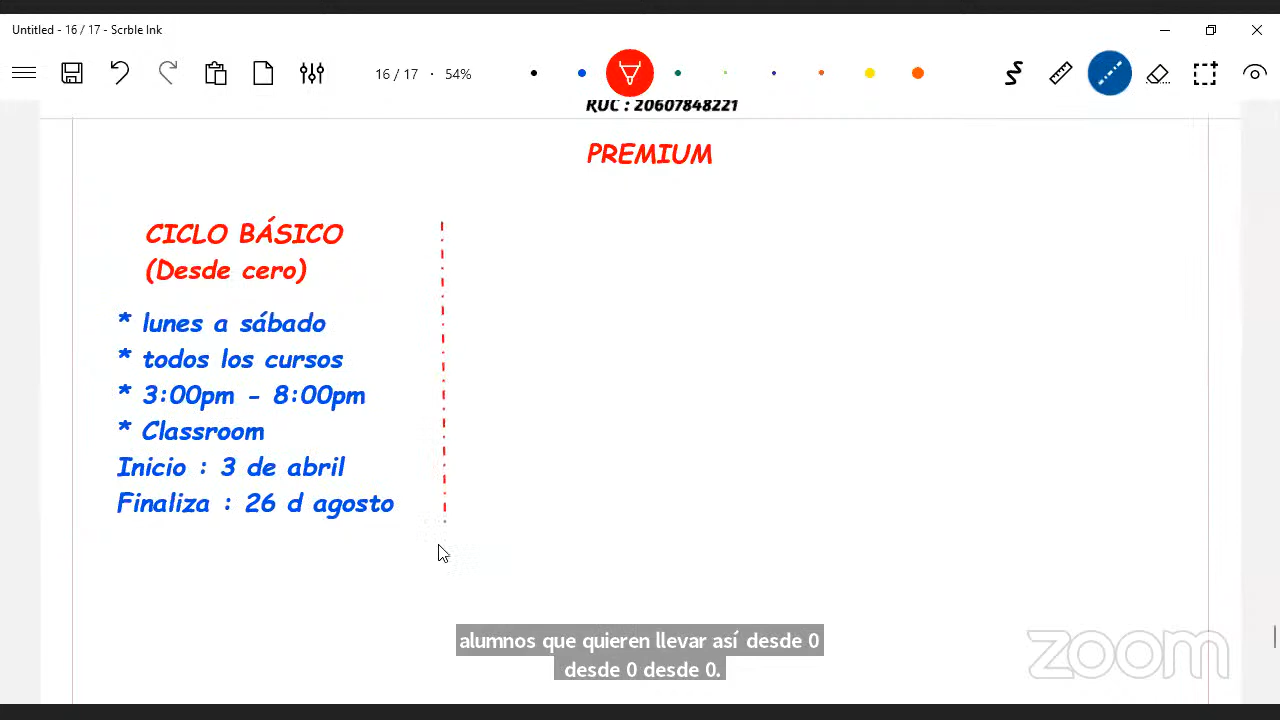 Untitled - 16 / 17 - Scrble Ink
16 / 17 · 54%
RUC : 20607848221
PREMIUM
CICLO BÁSICO
(Desde cero)
* lunes a sábado
* todos los cursos
* 3:00pm - 8:00pm
* Classroom
Inicio : 3 de abril
Finaliza : 26 d agosto
alumnos que quieren llevar así desde 0
desde 0 desde 0.
zoom